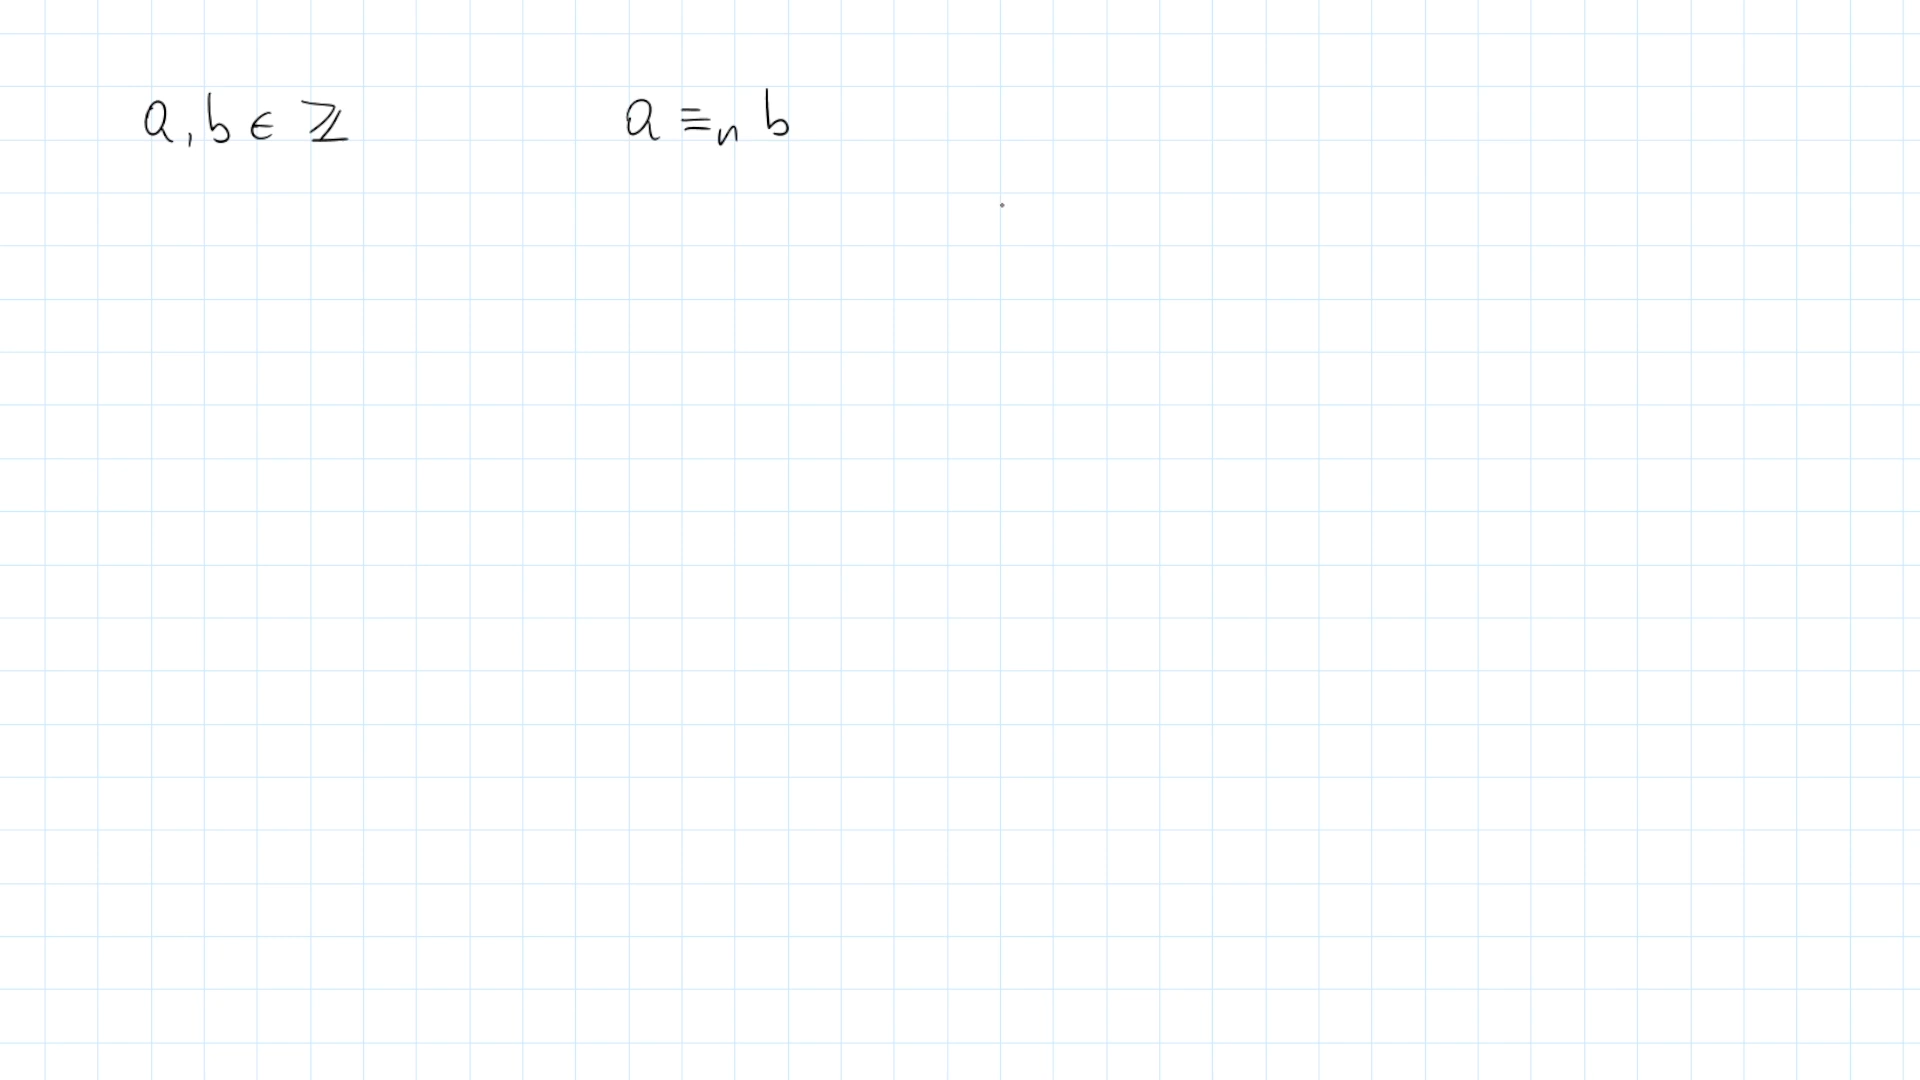 a, b ∈ ℤ a ≡ₙ b